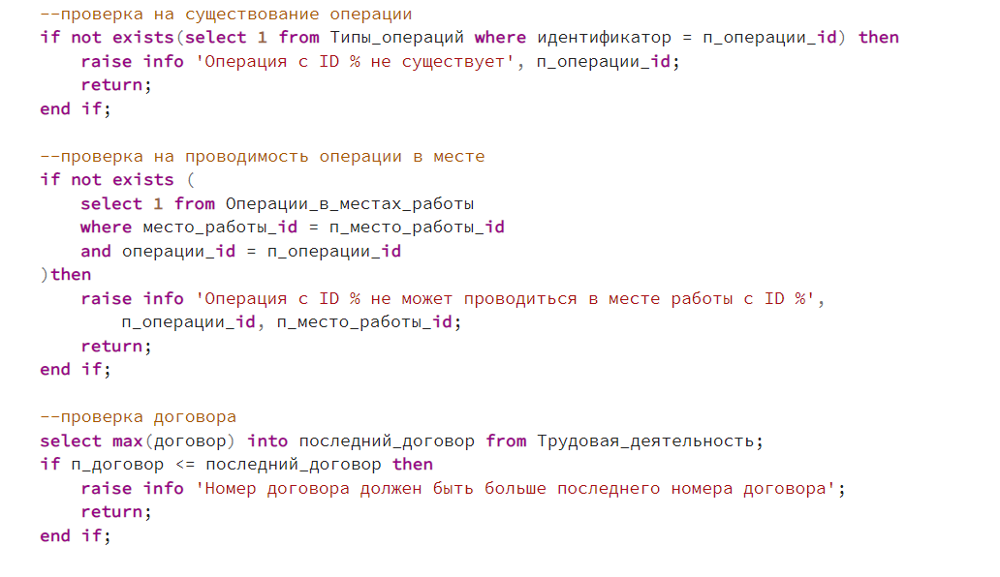 --проверка на существование операции
if not exists(select 1 from Типы_операций where идентификатор = п_операции_id) then
    raise info 'Операция с ID % не существует', п_операции_id;
    return;
end if;

--проверка на проводимость операции в месте
if not exists (
    select 1 from Операции_в_местах_работы
    where место_работы_id = п_место_работы_id
    and операции_id = п_операции_id
)then
    raise info 'Операция с ID % не может проводиться в месте работы с ID %',
        п_операции_id, п_место_работы_id;
    return;
end if;

--проверка договора
select max(договор) into последний_договор from Трудовая_деятельность;
if п_договор <= последний_договор then
    raise info 'Номер договора должен быть больше последнего номера договора';
    return;
end if;